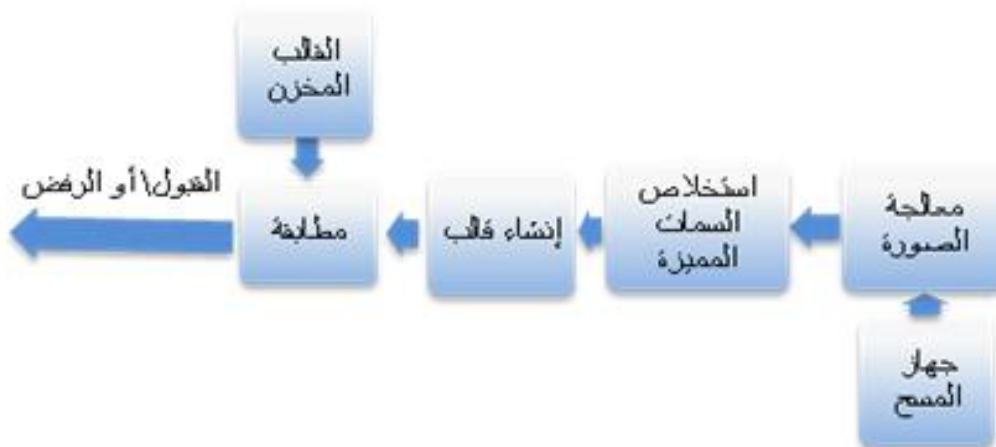 القالب
المخزن
القبول\أو الرفض
مطابقة
إنشاء قالب
استخلاص
السمات
المميزة
معالجة
الصورة
جهاز
المسح